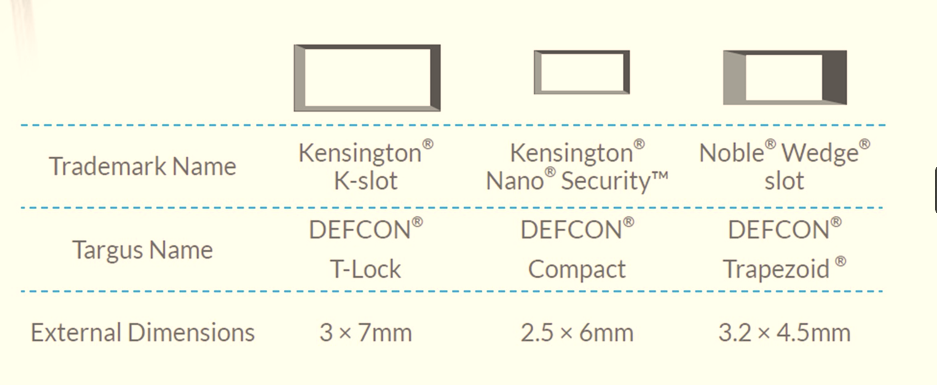 Trademark Name
Kensington®
K-slot
Kensington®
Nano® Security™
Noble® Wedge®
slot
Targus Name
DEFCON®
T-Lock
DEFCON®
Compact
DEFCON®
Trapezoid ®
External Dimensions
3 × 7mm
2.5 × 6mm
3.2 × 4.5mm